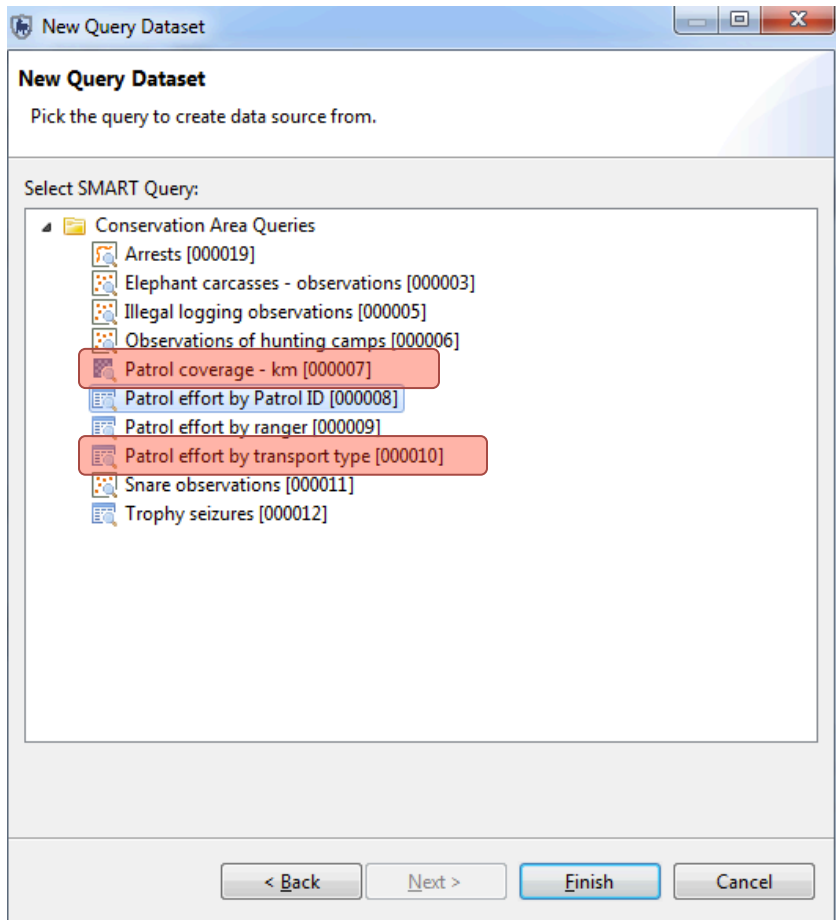 New Query Dataset
New Query Dataset
Pick the query to create data source from.
Select SMART Query:
Conservation Area Queries
Arrests [000019]
Elephant carcasses - observations [000003]
Illegal logging observations [000005]
Observations of hunting camps [000006]
Patrol coverage - km [000007]
Patrol effort by Patrol ID [000008]
Patrol effort by ranger [000009]
Patrol effort by transport type [000010]
Snare observations [000011]
Trophy seizures [000012]
< Back Next > Finish Cancel